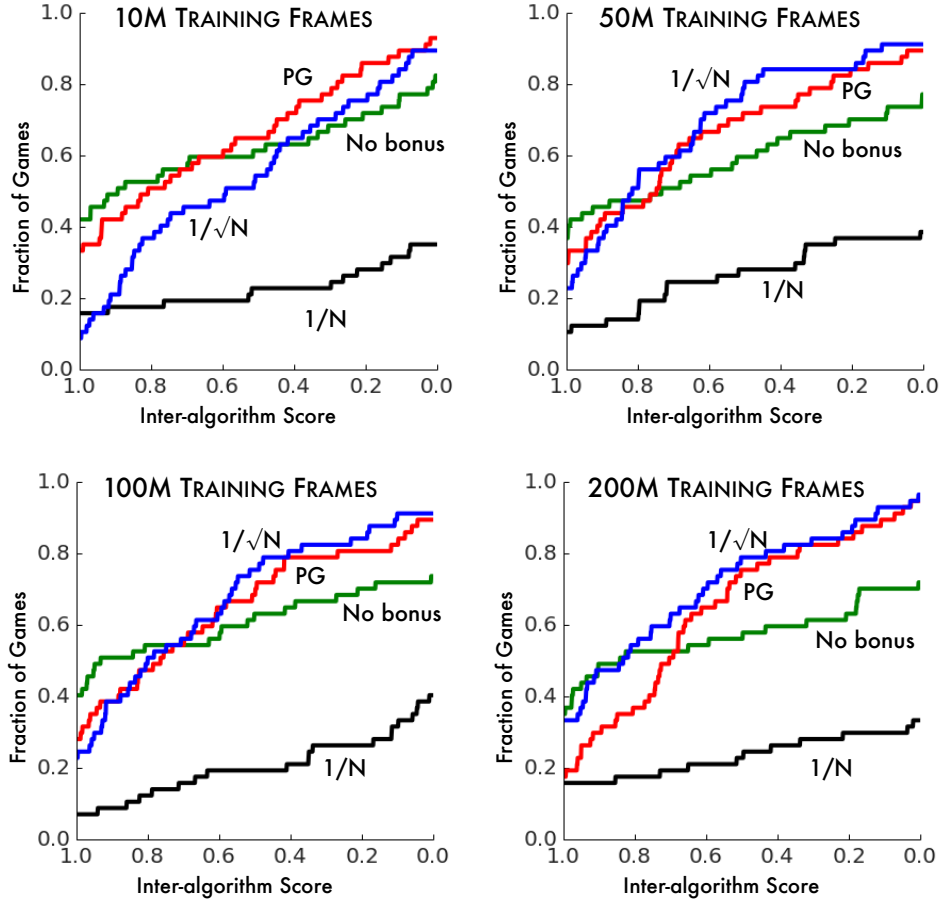 10M TRAINING FRAMES
1.0
0.8
0.6
0.4
0.2
0.0
Fraction of Games
PG
No bonus
1/√N
1/N
1.0 0.8 0.6 0.4 0.2 0.0
Inter-algorithm Score
50M TRAINING FRAMES
1.0
0.8
0.6
0.4
0.2
0.0
Fraction of Games
1/√N
PG
No bonus
1/N
1.0 0.8 0.6 0.4 0.2 0.0
Inter-algorithm Score
100M TRAINING FRAMES
1.0
0.8
0.6
0.4
0.2
0.0
Fraction of Games
1/√N
PG
No bonus
1/N
1.0 0.8 0.6 0.4 0.2 0.0
Inter-algorithm Score
200M TRAINING FRAMES
1.0
0.8
0.6
0.4
0.2
0.0
Fraction of Games
1/√N
PG
No bonus
1/N
1.0 0.8 0.6 0.4 0.2 0.0
Inter-algorithm Score